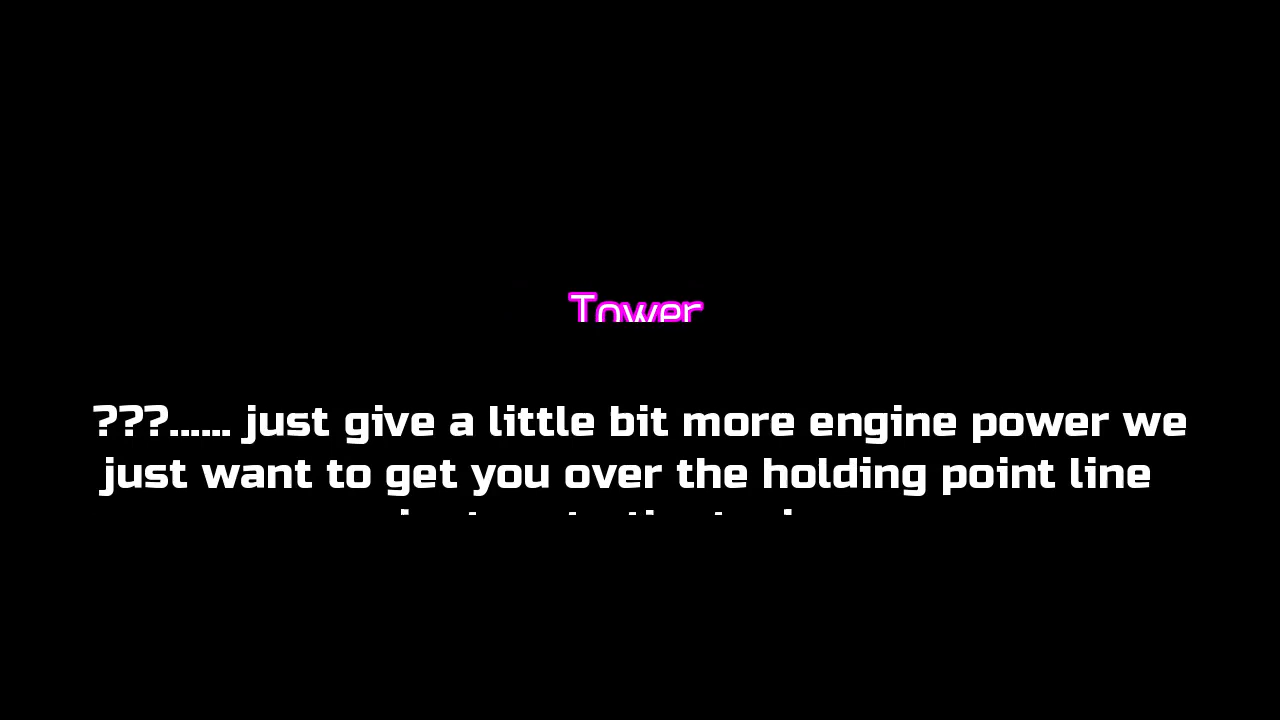 Tower
???...... just give a little bit more engine power we
just want to get you over the holding point line